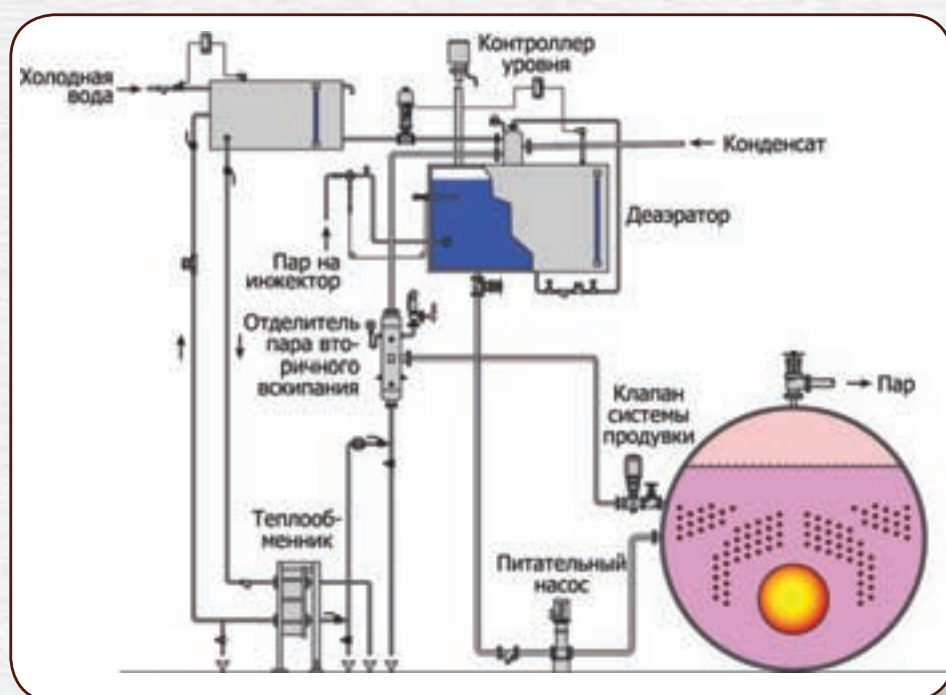 Холодная
вода
Контроллер
уровня
Конденсат
Деаэратор
Пар на
инжектор
Отделитель
пара вто-
ричного
вскипания
Клапан
системы
продувки
Пар
Теплооб-
менник
Питательный
насос